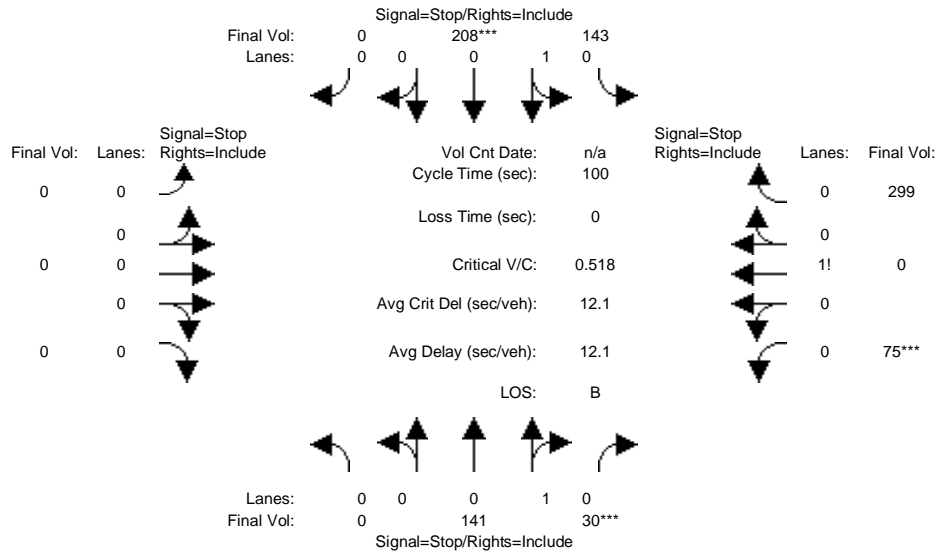 Signal=Stop/Rights=Include
Final Vol: 0 208*** 143
Lanes: 0 0 0 1 0
Signal=Stop
Final Vol: Lanes: Rights=Include
Vol Cnt Date: n/a
Signal=Stop
Rights=Include Lanes: Final Vol:
Cycle Time (sec): 100
0 0
0 299
Loss Time (sec): 0
0
0
0 0
Critical V/C: 0.518
1! 0
0
Avg Crit Del (sec/veh): 12.1
0
0 0
Avg Delay (sec/veh): 12.1
0 75***
LOS: B
Lanes: 0 0 0 1 0
Final Vol: 0 141 30***
Signal=Stop/Rights=Include